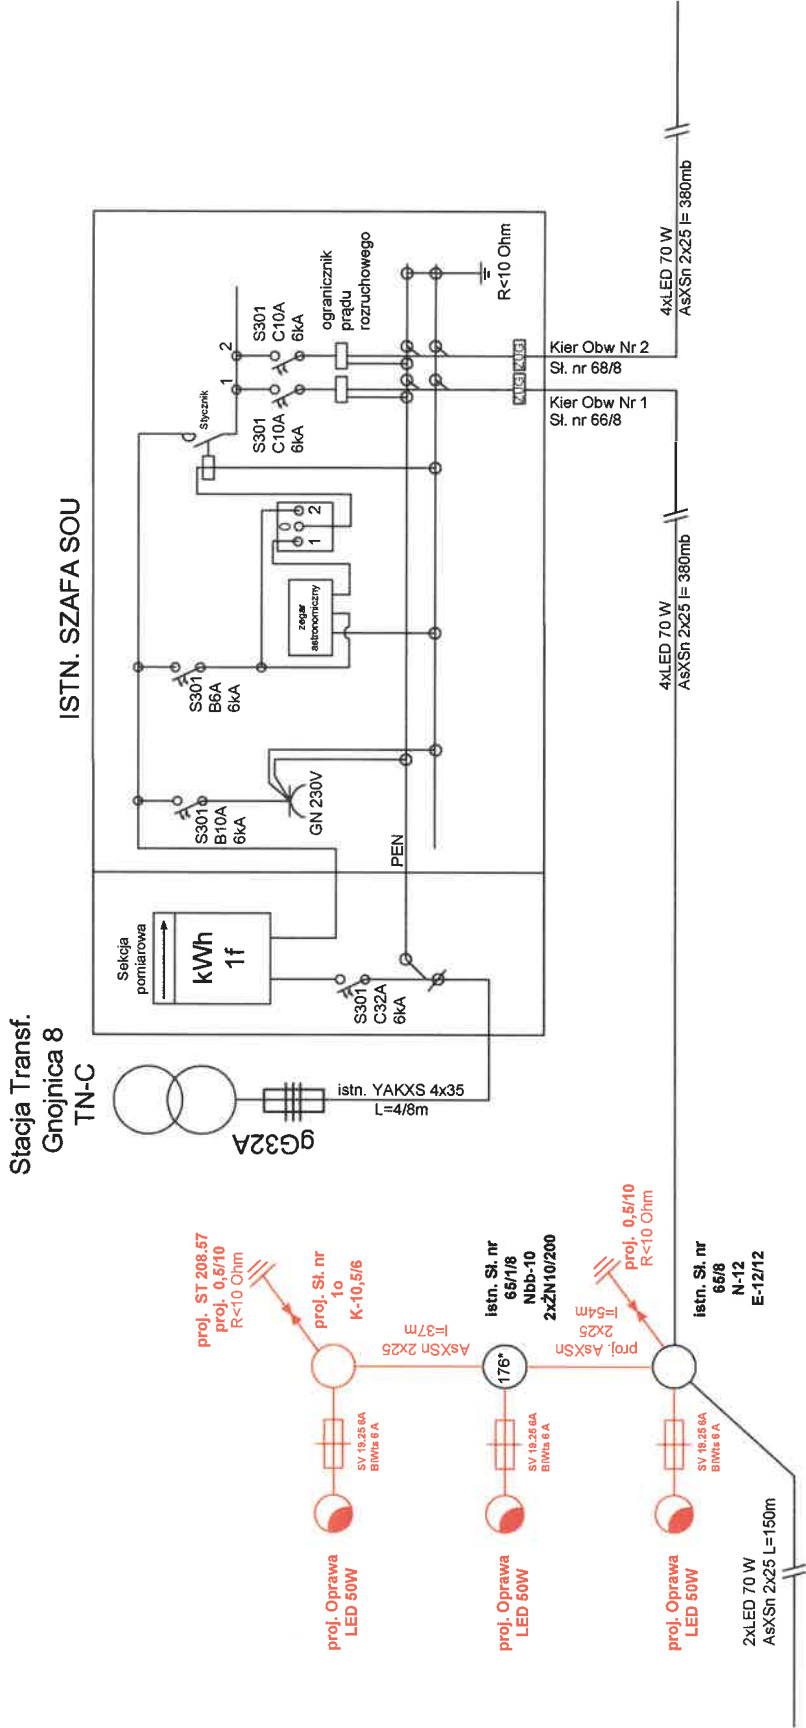 Stacja Transf.
Gnojnica 8
TN-C
gG32A
istn. YAKXS 4x35
L=4/8m
ISTN. SZAFA SOU
Sekcja
pomiarowa
kWh
1f
S301
C32A
6kA
PEN
S301
B10A
6kA
GN 230V
S301
B6A
6kA
zegar
astronomiczny
1
0
2
Stycznik
1
2
S301
C10A
6kA
S301
C10A
6kA
ogranicznik
prądu
rozruchowego
R<10 Ohm
ZUG
ZUG
Kier Obw Nr 2
Sł. nr 68/8
Kier Obw Nr 1
Sł. nr 66/8
4xLED 70 W
AsXSn 2x25 l= 380mb
4xLED 70 W
AsXSn 2x25 l= 380mb
proj. ST 208.57
proj. 0,5/10
R<10 Ohm
proj. Sł. nr
1o
K-10,5/6
AsXSn 2x25
l=37m
istn. Sł. nr
65/1/8
Nbb-10
2xŻN10/200
176*
proj. AsXSn
2x25
l=54m
proj. 0,5/10
R<10 Ohm
istn. Sł. nr
65/8
N-12
E-12/12
SV 19.25 6A
BiWts 6 A
SV 19.25 6A
BiWts 6 A
SV 19.25 6A
BiWts 6 A
proj. Oprawa
LED 50W
proj. Oprawa
LED 50W
proj. Oprawa
LED 50W
2xLED 70 W
AsXSn 2x25 L=150m